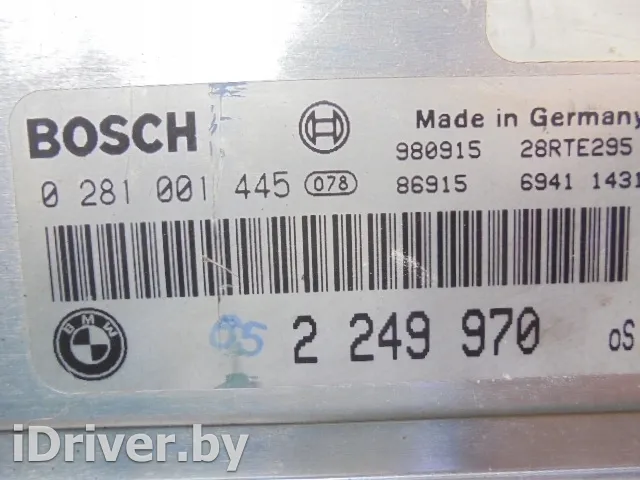 BOSCH
Made in Germany
980915 28RTE295
0 281 001 445 078 86915 6941 1431
BMW
05 2 249 970 oS
iDriver.by